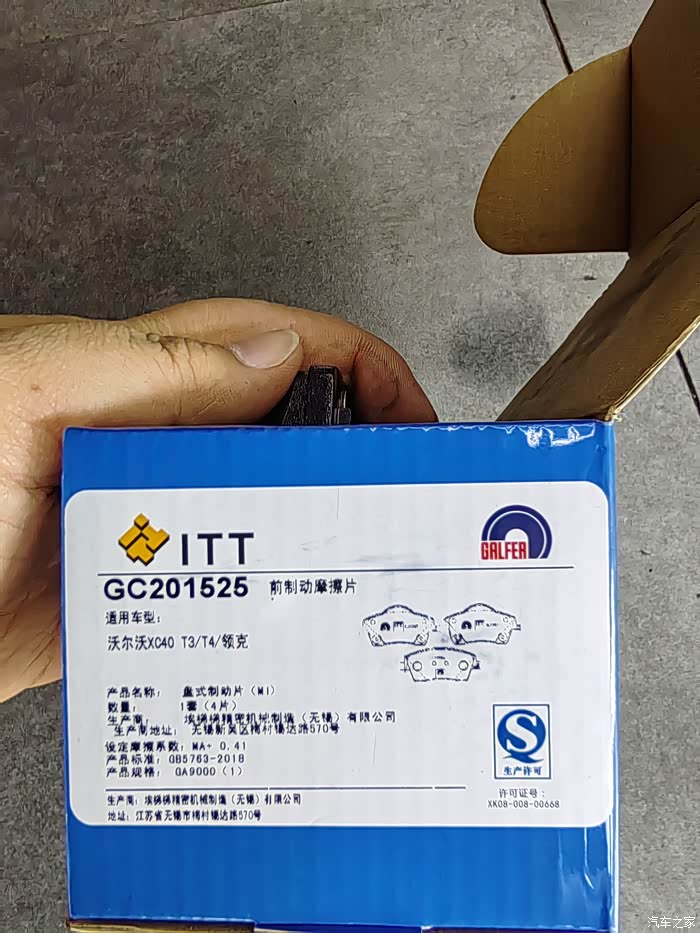 ITT
GALFER
GC201525 前制动摩擦片
适用车型:
沃尔沃XC40 T3/T4/领克
产品名称: 盘式制动片 (MI)
数量: 1套 (4片)
生产商: 埃梯梯精密机械制造 (无锡) 有限公司
生产商地址: 无锡新吴区梅村锡达路570号
设定摩擦系数: MA+ 0.41
产品标准: GB5763-2018
产品规格: GA9000 (1)
S
生产许可
许可证号:
XK08-008-00668
生产商: 埃梯梯精密机械制造 (无锡) 有限公司
地址: 江苏省无锡市梅村锡达路570号
汽车之家